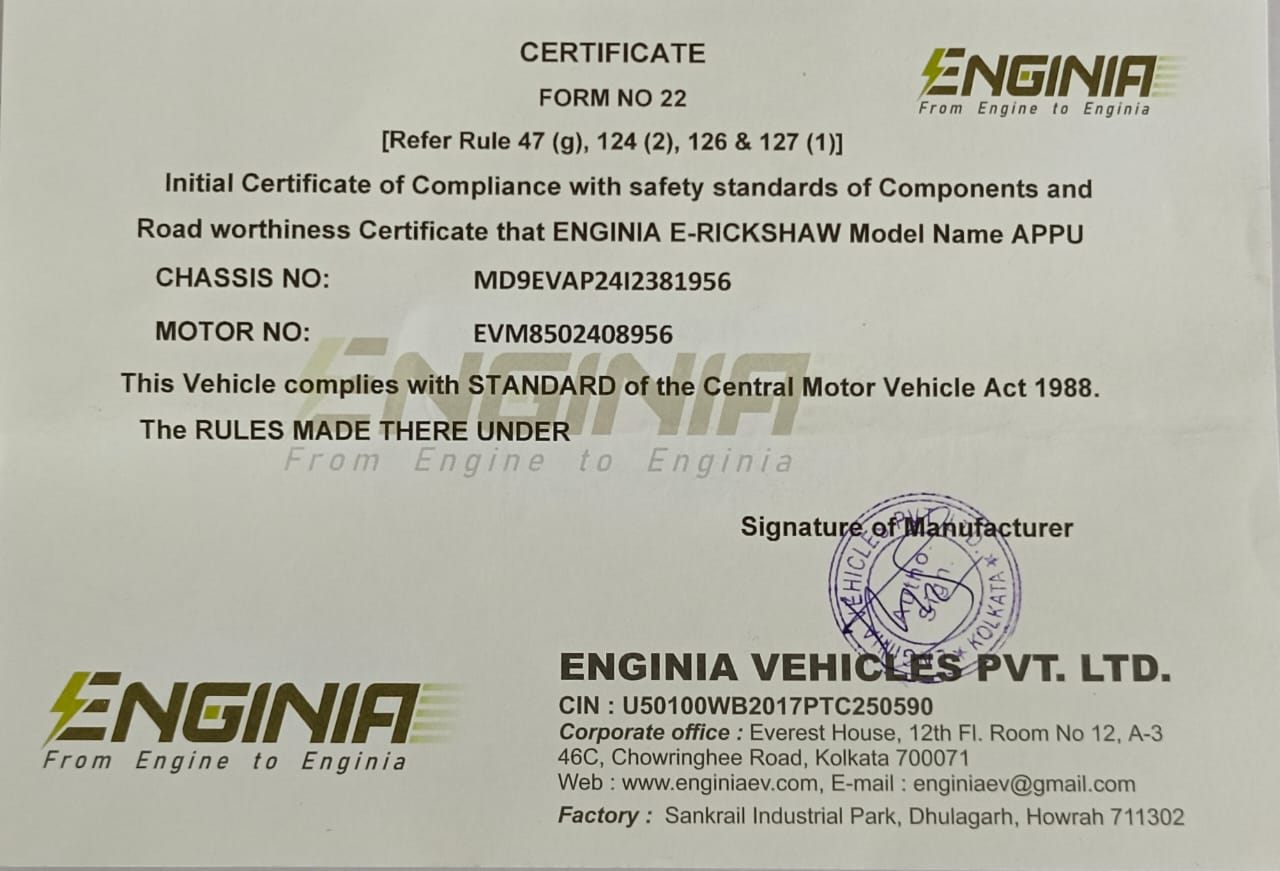 CERTIFICATE
ENGINIA
From Engine to Enginia
FORM NO 22
[Refer Rule 47 (g), 124 (2), 126 & 127 (1)]
Initial Certificate of Compliance with safety standards of Components and
Road worthiness Certificate that ENGINIA E-RICKSHAW Model Name APPU
CHASSIS NO: MD9EVAP24I2381956
MOTOR NO: EVM8502408956
ENGINIA
This Vehicle complies with STANDARD of the Central Motor Vehicle Act 1988.
The RULES MADE THERE UNDER
From Engine to Enginia
Signature of Manufacturer
ENGINIA VEHICLES PVT. LTD. ★ KOLKATA ★
ENGINIA
From Engine to Enginia
ENGINIA VEHICLES PVT. LTD.
CIN : U50100WB2017PTC250590
Corporate office : Everest House, 12th Fl. Room No 12, A-3
46C, Chowringhee Road, Kolkata 700071
Web : www.enginiaev.com, E-mail : enginiaev@gmail.com
Factory : Sankrail Industrial Park, Dhulagarh, Howrah 711302